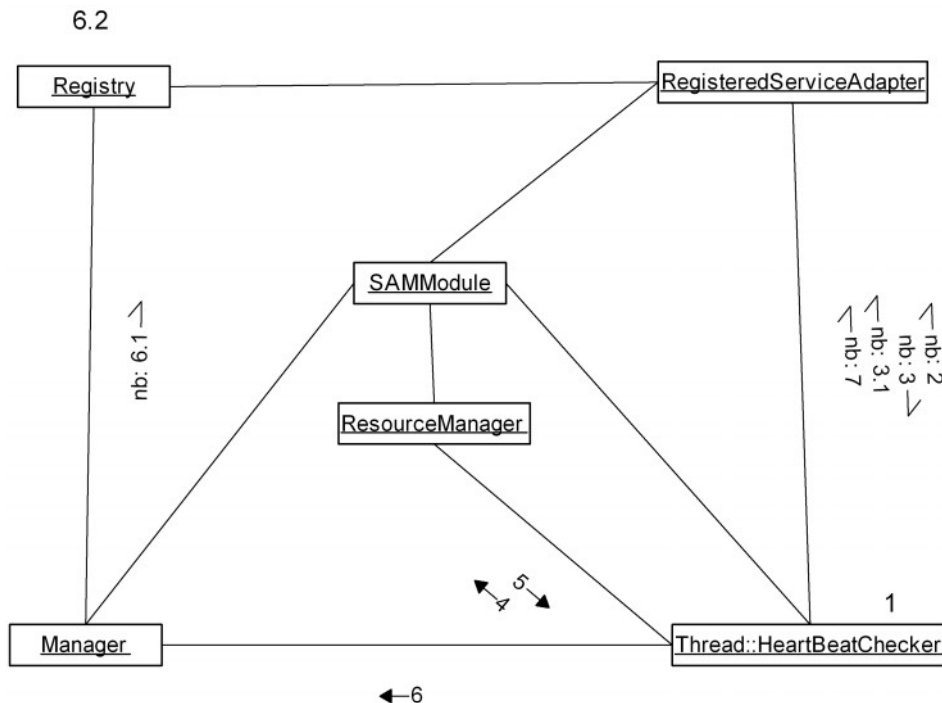 6.2
Registry
RegisteredServiceAdapter
SAMModule
nb: 6.1
nb: 7
nb: 3.1
nb: 3
nb: 2
ResourceManager
5
4
1
Manager
Thread::HeartBeatChecker
6